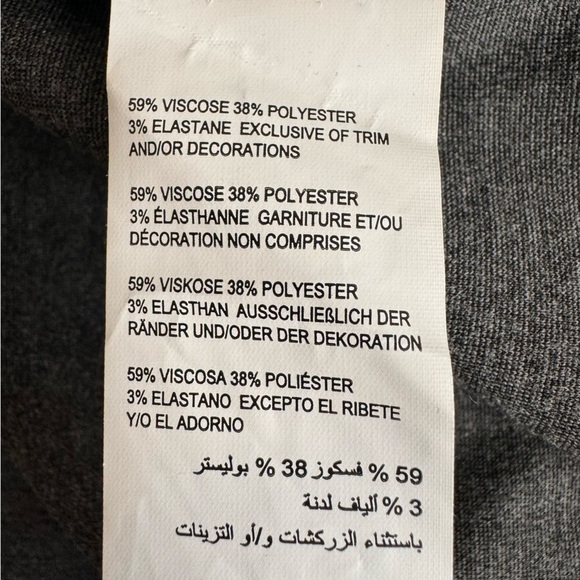 59% VISCOSE 38% POLYESTER
3% ELASTANE EXCLUSIVE OF TRIM
AND/OR DECORATIONS
59% VISCOSE 38% POLYESTER
3% ÉLASTHANNE GARNITURE ET/OU
DÉCORATION NON COMPRISES
59% VISKOSE 38% POLYESTER
3% ELASTHAN AUSSCHLIEßLICH DER
RÄNDER UND/ODER DER DEKORATION
59% VISCOSA 38% POLIÉSTER
3% ELASTANO EXCEPTO EL RIBETE
Y/O EL ADORNO
59 % فسكوز 38 % بوليستر
3 % ألياف لدنة
باستثناء الزركشات و/أو التزينات